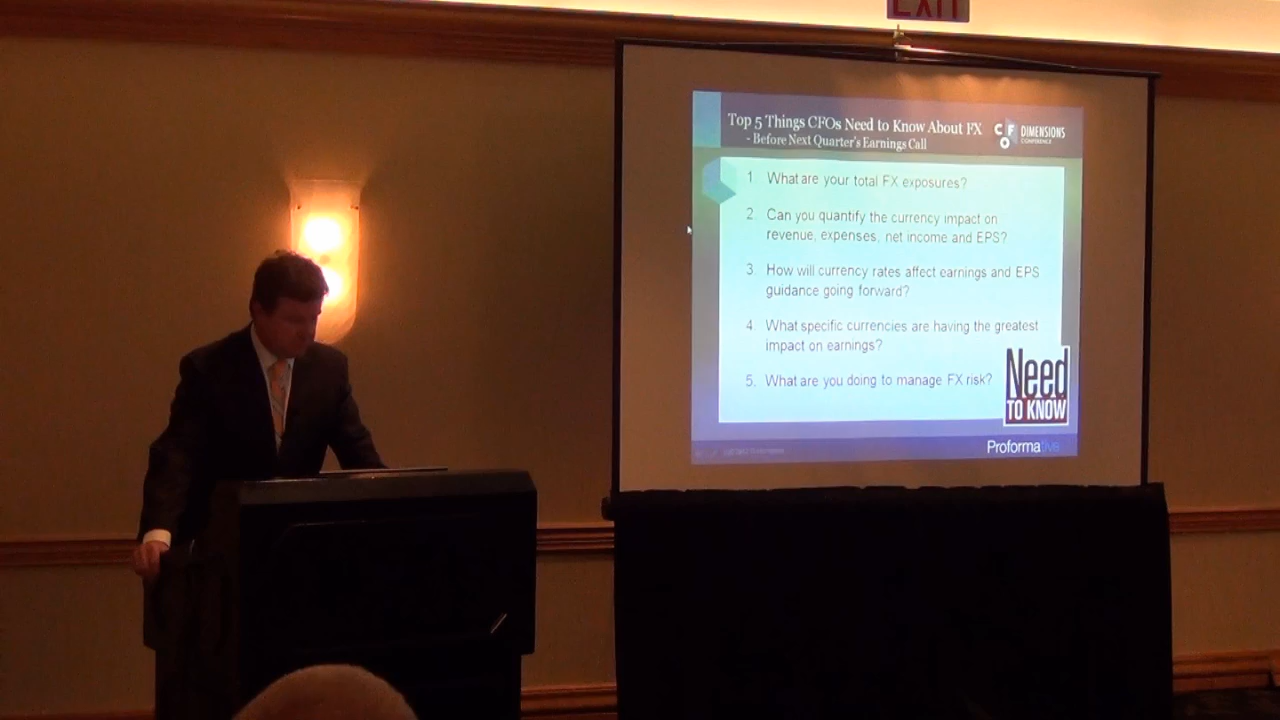 EXIT
Top 5 Things CFOs Need to Know About FX
- Before Next Quarter's Earnings Call
CFO DIMENSIONS
CONFERENCE
1 What are your total FX exposures?
2. Can you quantify the currency impact on
revenue, expenses, net income and EPS?
3. How will currency rates affect earnings and EPS
guidance going forward?
4. What specific currencies are having the greatest
impact on earnings?
5. What are you doing to manage FX risk?
Need
TO KNOW
Proformative